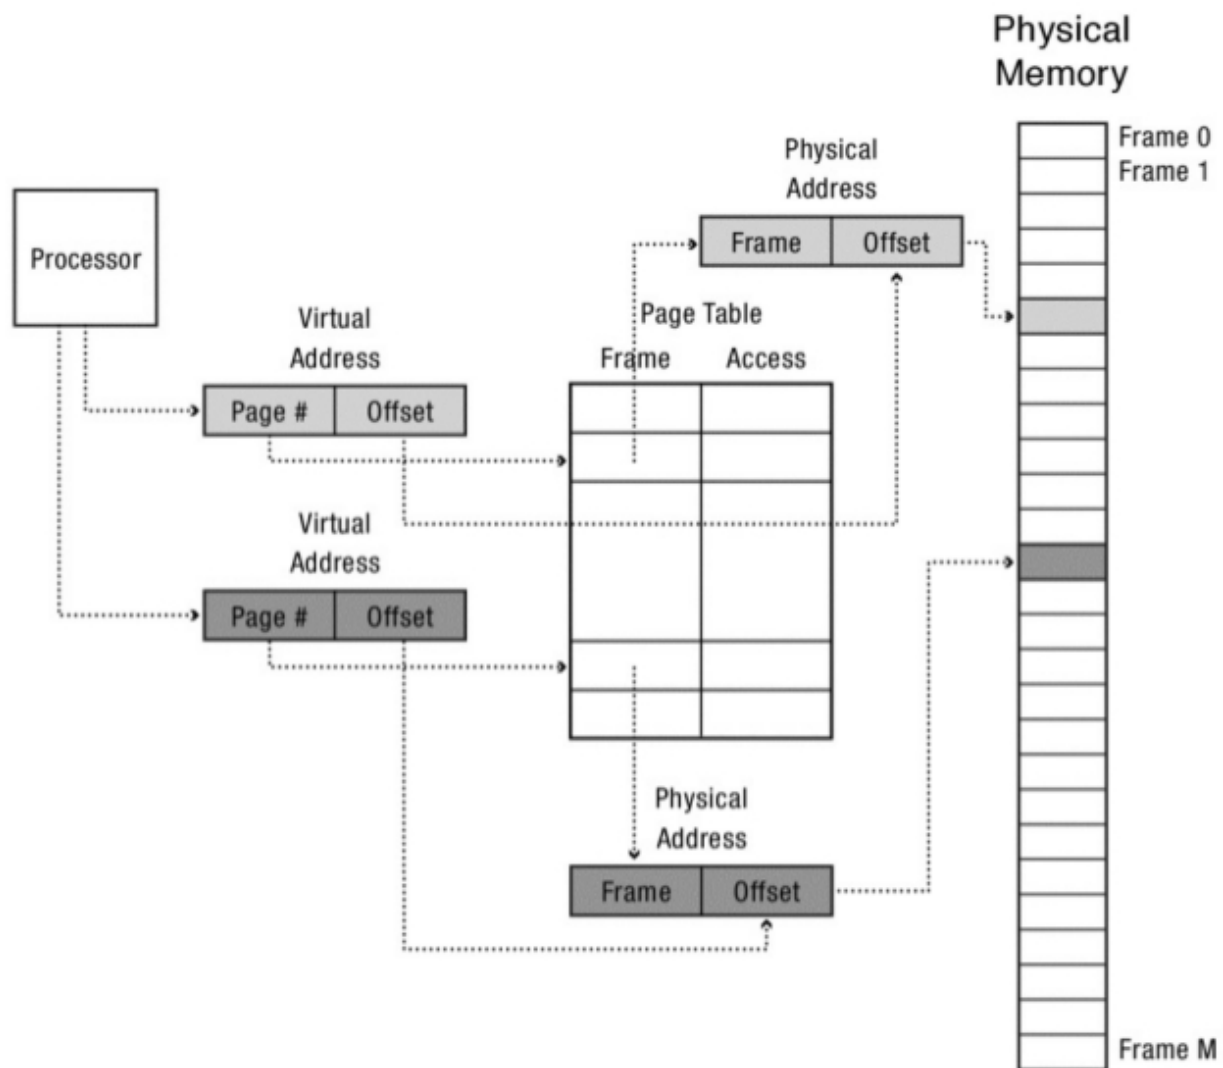 Physical
Memory
Frame 0
Frame 1
Physical
Address
Frame Offset
Processor
Virtual
Address
Page # Offset
Page Table
Frame Access
Virtual
Address
Page # Offset
Physical
Address
Frame Offset
Frame M